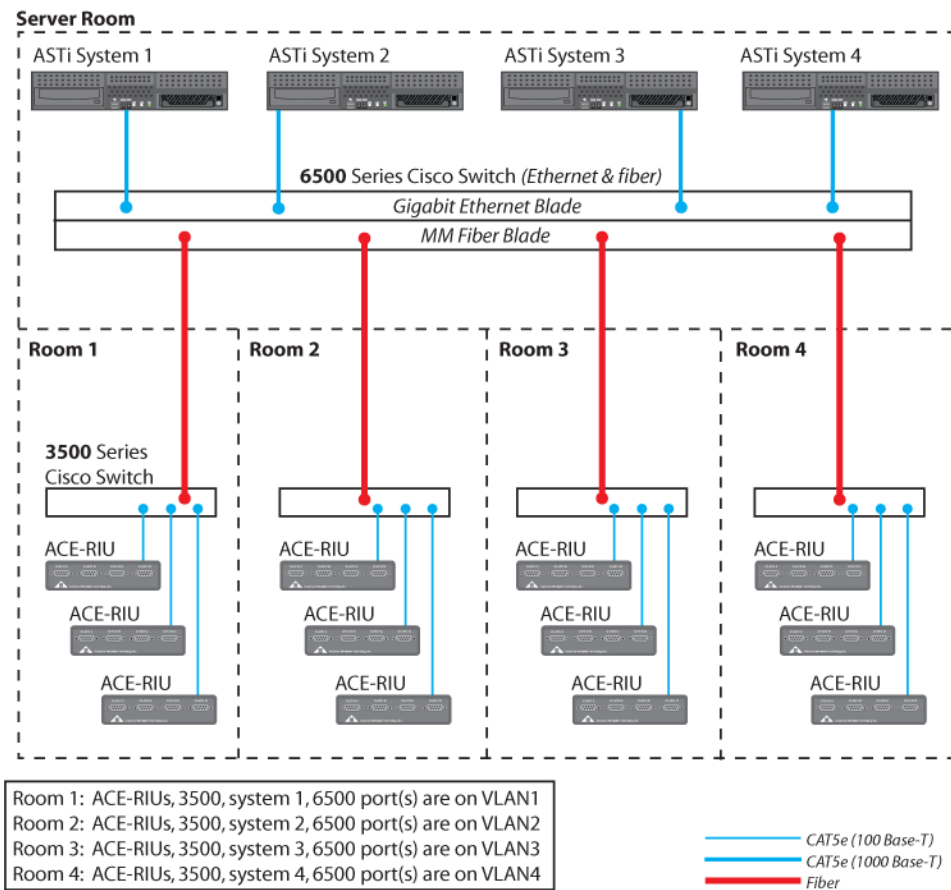 Server Room
ASTi System 1
ASTi System 2
ASTi System 3
ASTi System 4
6500 Series Cisco Switch (Ethernet & fiber)
Gigabit Ethernet Blade
MM Fiber Blade
Room 1
Room 2
Room 3
Room 4
3500 Series
Cisco Switch
ACE-RIU
ACE-RIU
ACE-RIU
ACE-RIU
ACE-RIU
ACE-RIU
ACE-RIU
ACE-RIU
ACE-RIU
ACE-RIU
ACE-RIU
ACE-RIU
Room 1: ACE-RIUs, 3500, system 1, 6500 port(s) are on VLAN1
Room 2: ACE-RIUs, 3500, system 2, 6500 port(s) are on VLAN2
Room 3: ACE-RIUs, 3500, system 3, 6500 port(s) are on VLAN3
Room 4: ACE-RIUs, 3500, system 4, 6500 port(s) are on VLAN4
CAT5e (100 Base-T)
CAT5e (1000 Base-T)
Fiber